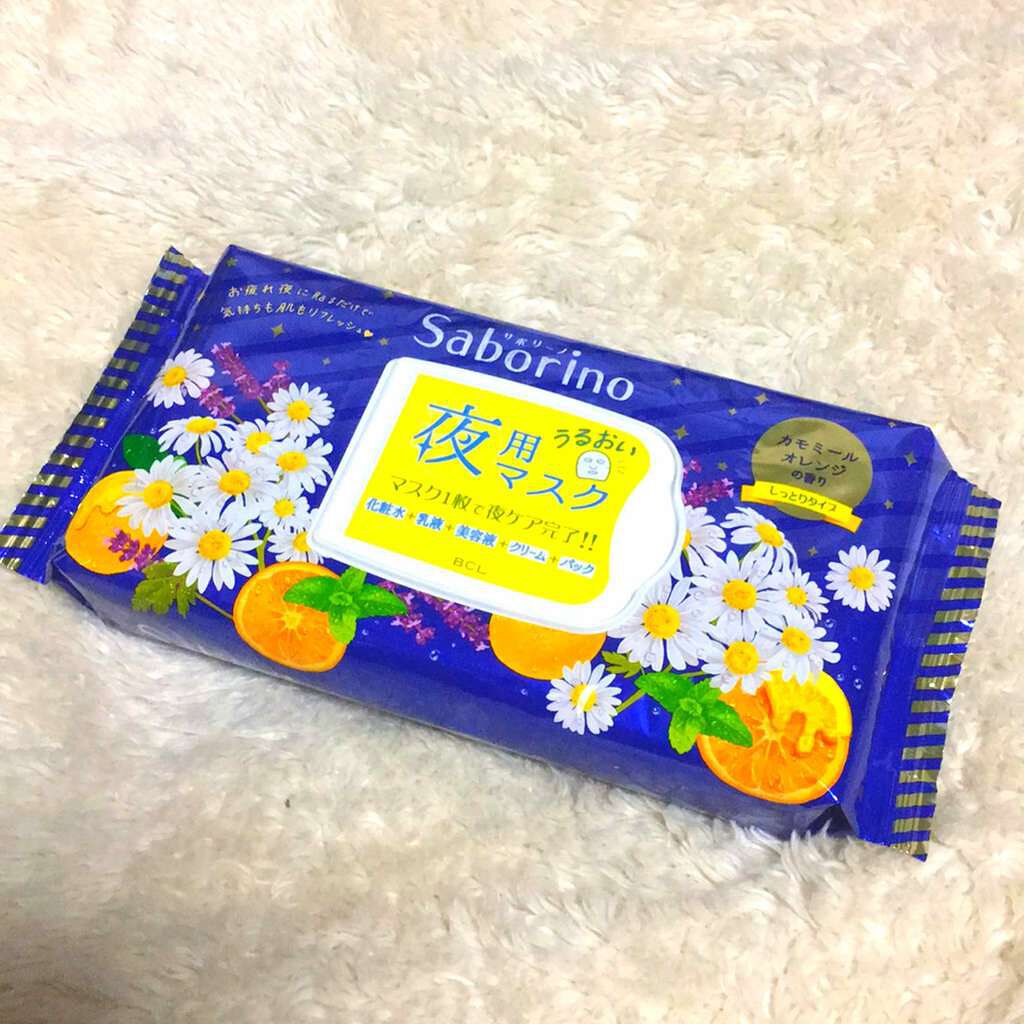 お疲れ夜に貼るだけで
気持ちも肌もリフレッシュ♥
サボリーノ
Saborino
うるおい
夜用
マスク
マスク1枚で夜ケア完了!!
化粧水+乳液+美容液+クリーム+パック
BCL
カモミール
オレンジ
の香り
しっとりタイプ